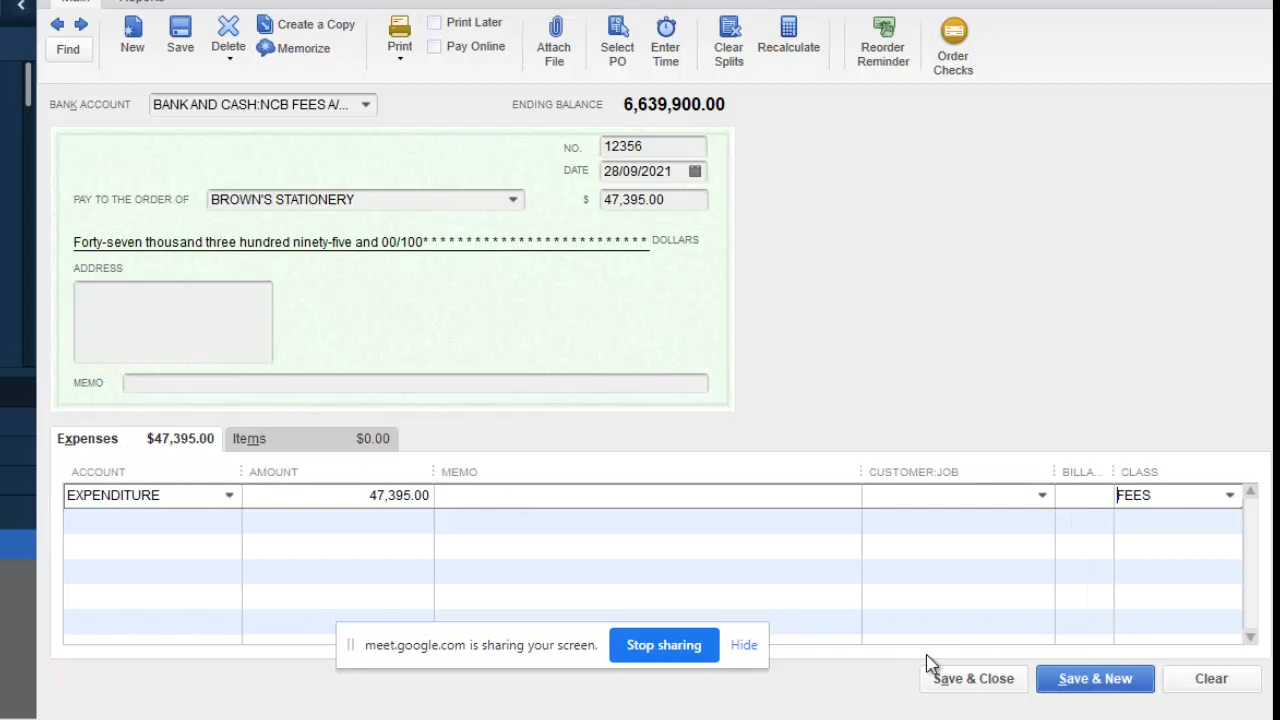 Main Reports
Find
New
Save
Delete
Create a Copy
Memorize
Print
Print Later
Pay Online
Attach
File
Select
PO
Enter
Time
Clear
Splits
Recalculate
Reorder
Reminder
Order
Checks
BANK ACCOUNT BANK AND CASH:NCB FEES A/... ENDING BALANCE 6,639,900.00
NO. 12356
DATE 28/09/2021
PAY TO THE ORDER OF BROWN'S STATIONERY $ 47,395.00
Forty-seven thousand three hundred ninety-five and 00/100* * * * * * * * * * * * * * * * * * * * * * * * * * DOLLARS
ADDRESS
MEMO
Expenses $47,395.00 Items $0.00
ACCOUNT AMOUNT MEMO CUSTOMER:JOB BILLA... CLASS
EXPENDITURE 47,395.00 FEES
meet.google.com is sharing your screen. Stop sharing Hide
Save & Close Save & New Clear